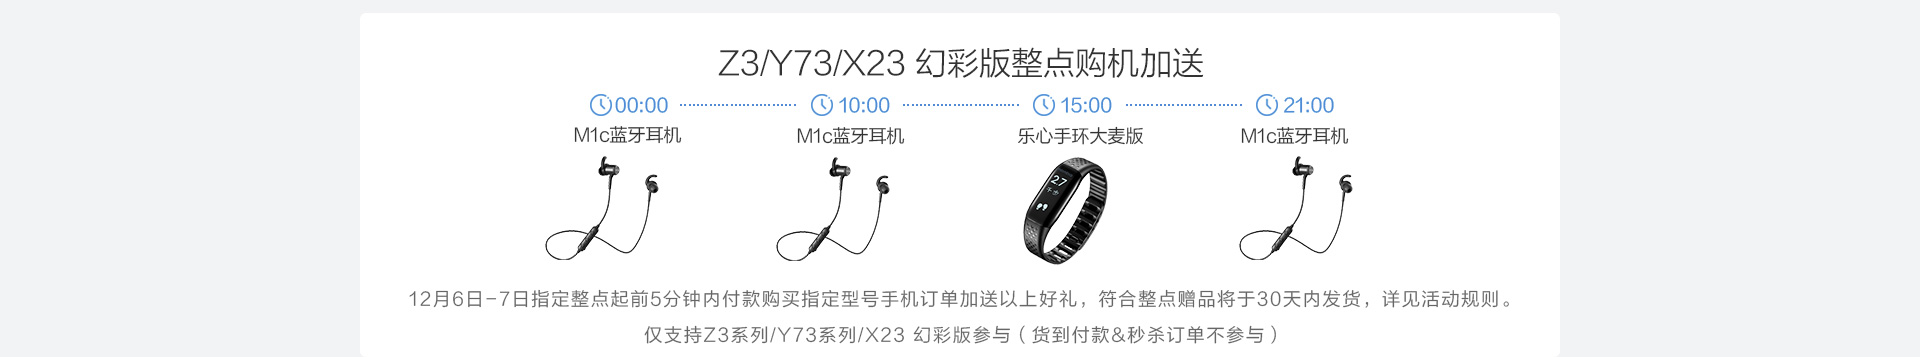 Z3/Y73/X23 幻彩版整点购机加送
00:00 10:00 15:00 21:00
M1c蓝牙耳机 M1c蓝牙耳机 乐心手环大麦版 M1c蓝牙耳机
27
12月6日-7日指定整点起前5分钟内付款购买指定型号手机订单加送以上好礼，符合整点赠品将于30天内发货，详见活动规则。
仅支持Z3系列/Y73系列/X23 幻彩版参与（货到付款&秒杀订单不参与）